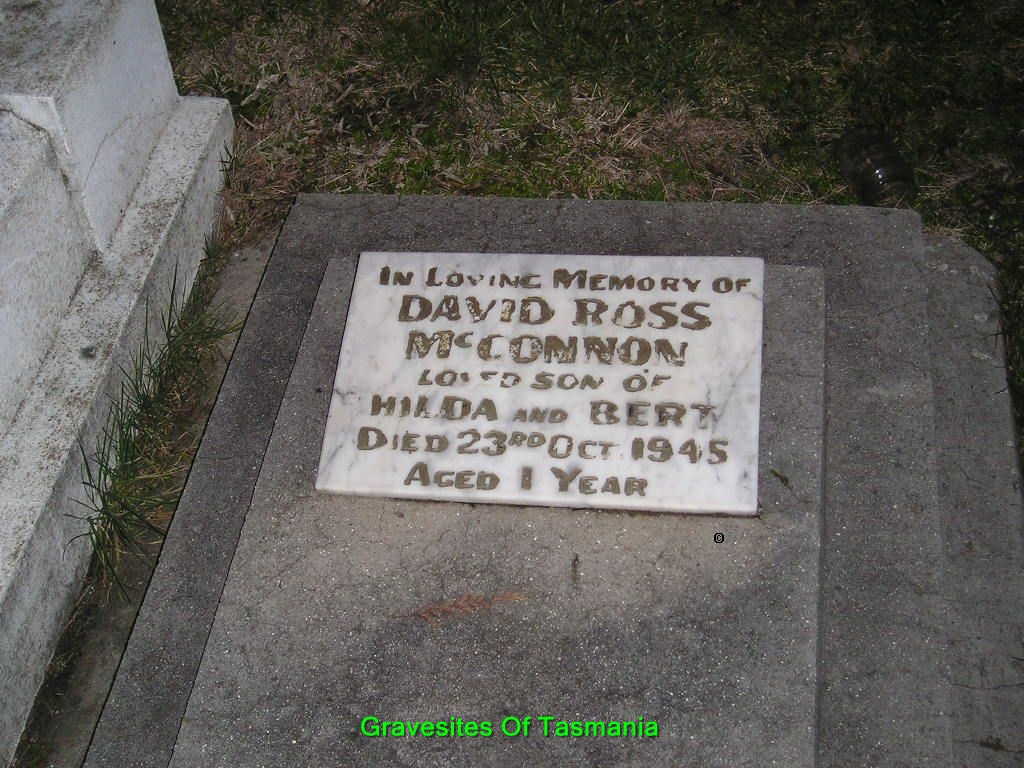 IN LOVING MEMORY OF
DAVID ROSS
McCONNON
LOVED SON OF
HILDA AND BERT
DIED 23RD OCT. 1945
AGED 1 YEAR
©
Gravesites Of Tasmania